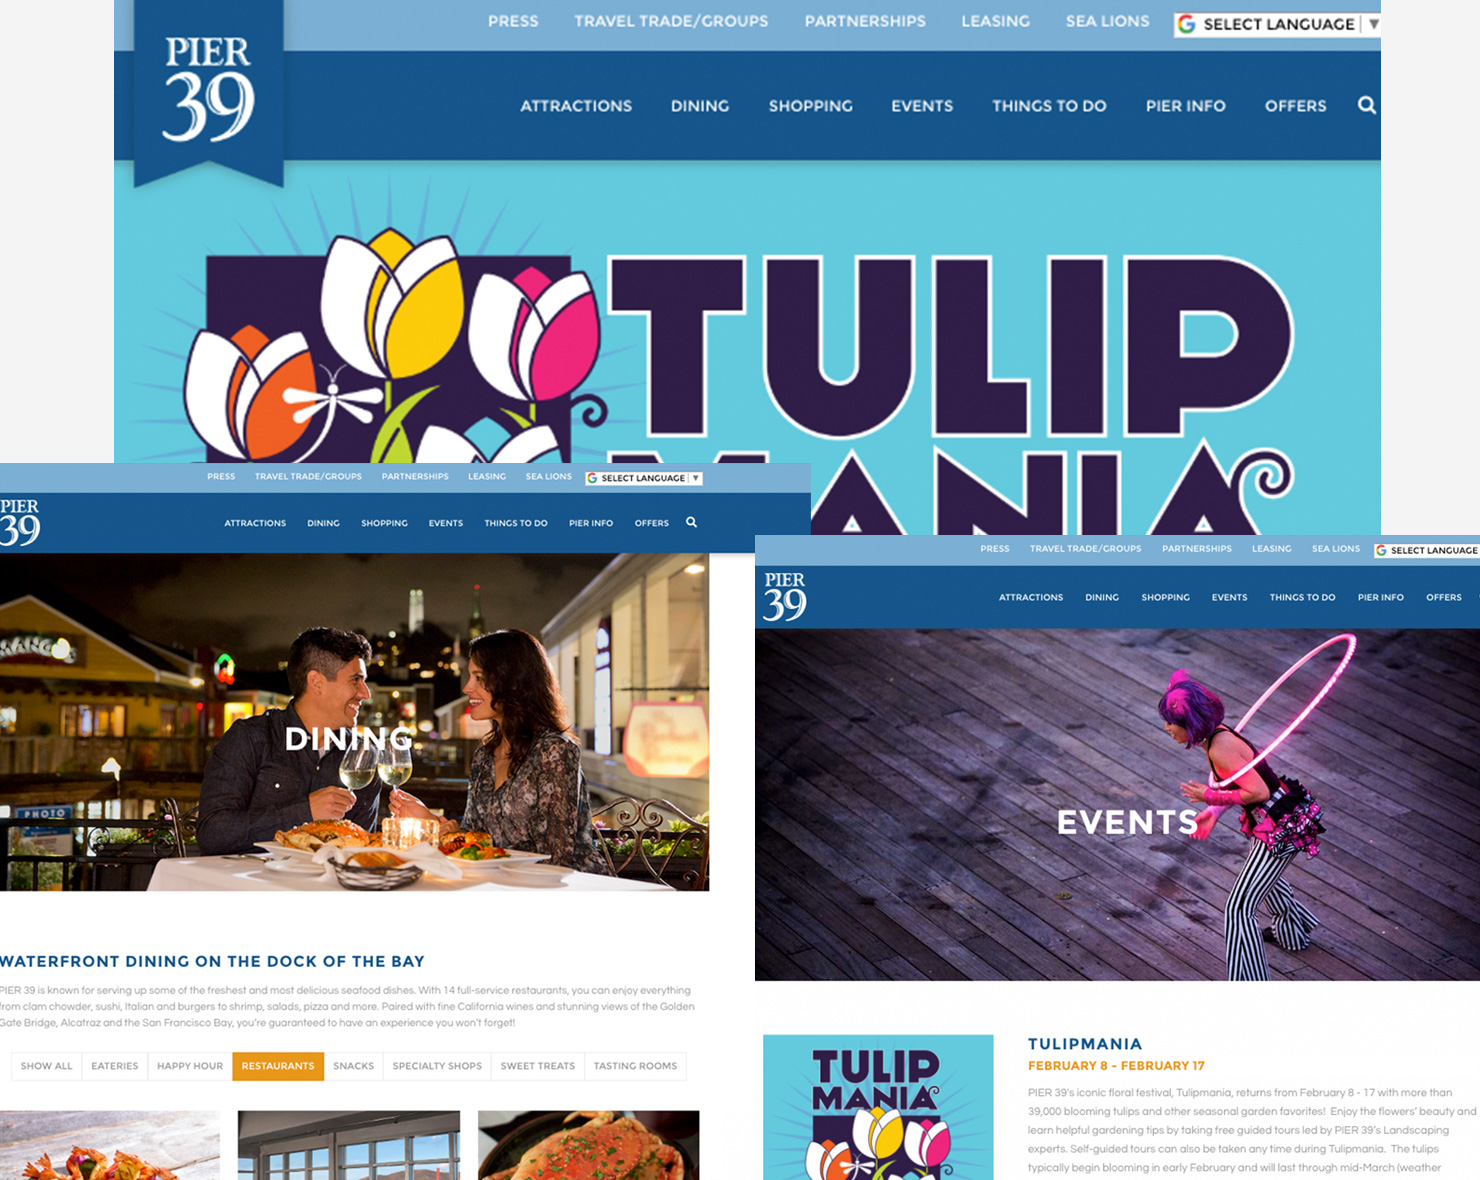 PRESS TRAVEL TRADE/GROUPS PARTNERSHIPS LEASING SEA LIONS SELECT LANGUAGE
PIER
39
ATTRACTIONS DINING SHOPPING EVENTS THINGS TO DO PIER INFO OFFERS
TULIP
MANIA
PRESS TRAVEL TRADE/GROUPS PARTNERSHIPS LEASING SEA LIONS SELECT LANGUAGE
PIER
39
ATTRACTIONS DINING SHOPPING EVENTS THINGS TO DO PIER INFO OFFERS
PHOTO
DINING
WATERFRONT DINING ON THE DOCK OF THE BAY
PIER 39 is known for serving up some of the freshest and most delicious seafood dishes. With 14 full-service restaurants, you can enjoy everything
from clam chowder, sushi, Italian and burgers to shrimp, salads, pizza and more. Paired with fine California wines and stunning views of the Golden
Gate Bridge, Alcatraz and the San Francisco Bay, you're guaranteed to have an experience you won't forget!
SHOW ALL EATERIES HAPPY HOUR RESTAURANTS SNACKS SPECIALTY SHOPS SWEET TREATS TASTING ROOMS
PRESS TRAVEL TRADE/GROUPS PARTNERSHIPS LEASING SEA LIONS SELECT LANGUAGE
PIER
39
ATTRACTIONS DINING SHOPPING EVENTS THINGS TO DO PIER INFO OFFERS
EVENTS
TULIP
MANIA
TULIPMANIA
FEBRUARY 8 - FEBRUARY 17
PIER 39's iconic floral festival, Tulipmania, returns from February 8 - 17 with more than
39,000 blooming tulips and other seasonal garden favorites! Enjoy the flowers' beauty and
learn helpful gardening tips by taking free guided tours led by PIER 39's Landscaping
experts. Self-guided tours can also be taken any time during Tulipmania. The tulips
typically begin blooming in early February and will last through mid-March (weather